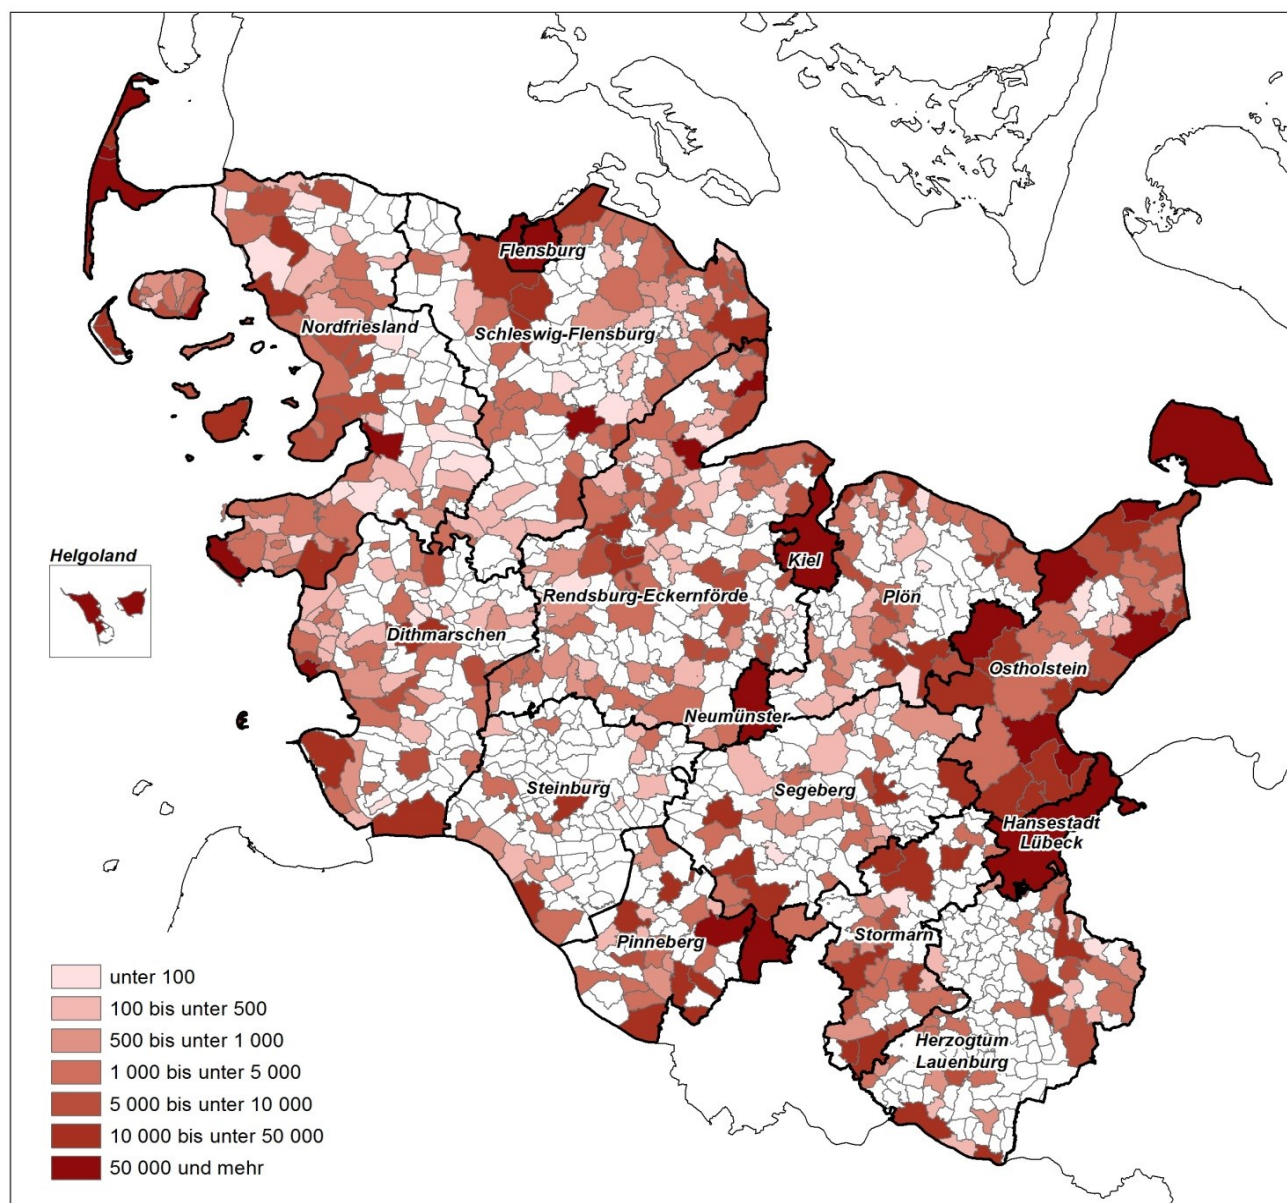 Flensburg
Nordfriesland
Schleswig-Flensburg
Helgoland
Kiel
Rendsburg-Eckernförde
Plön
Dithmarschen
Ostholstein
Neumünster
Steinburg
Segeberg
Hansestadt
Lübeck
Pinneberg
Stormarn
Herzogtum
Lauenburg
unter 100
100 bis unter 500
500 bis unter 1 000
1 000 bis unter 5 000
5 000 bis unter 10 000
10 000 bis unter 50 000
50 000 und mehr